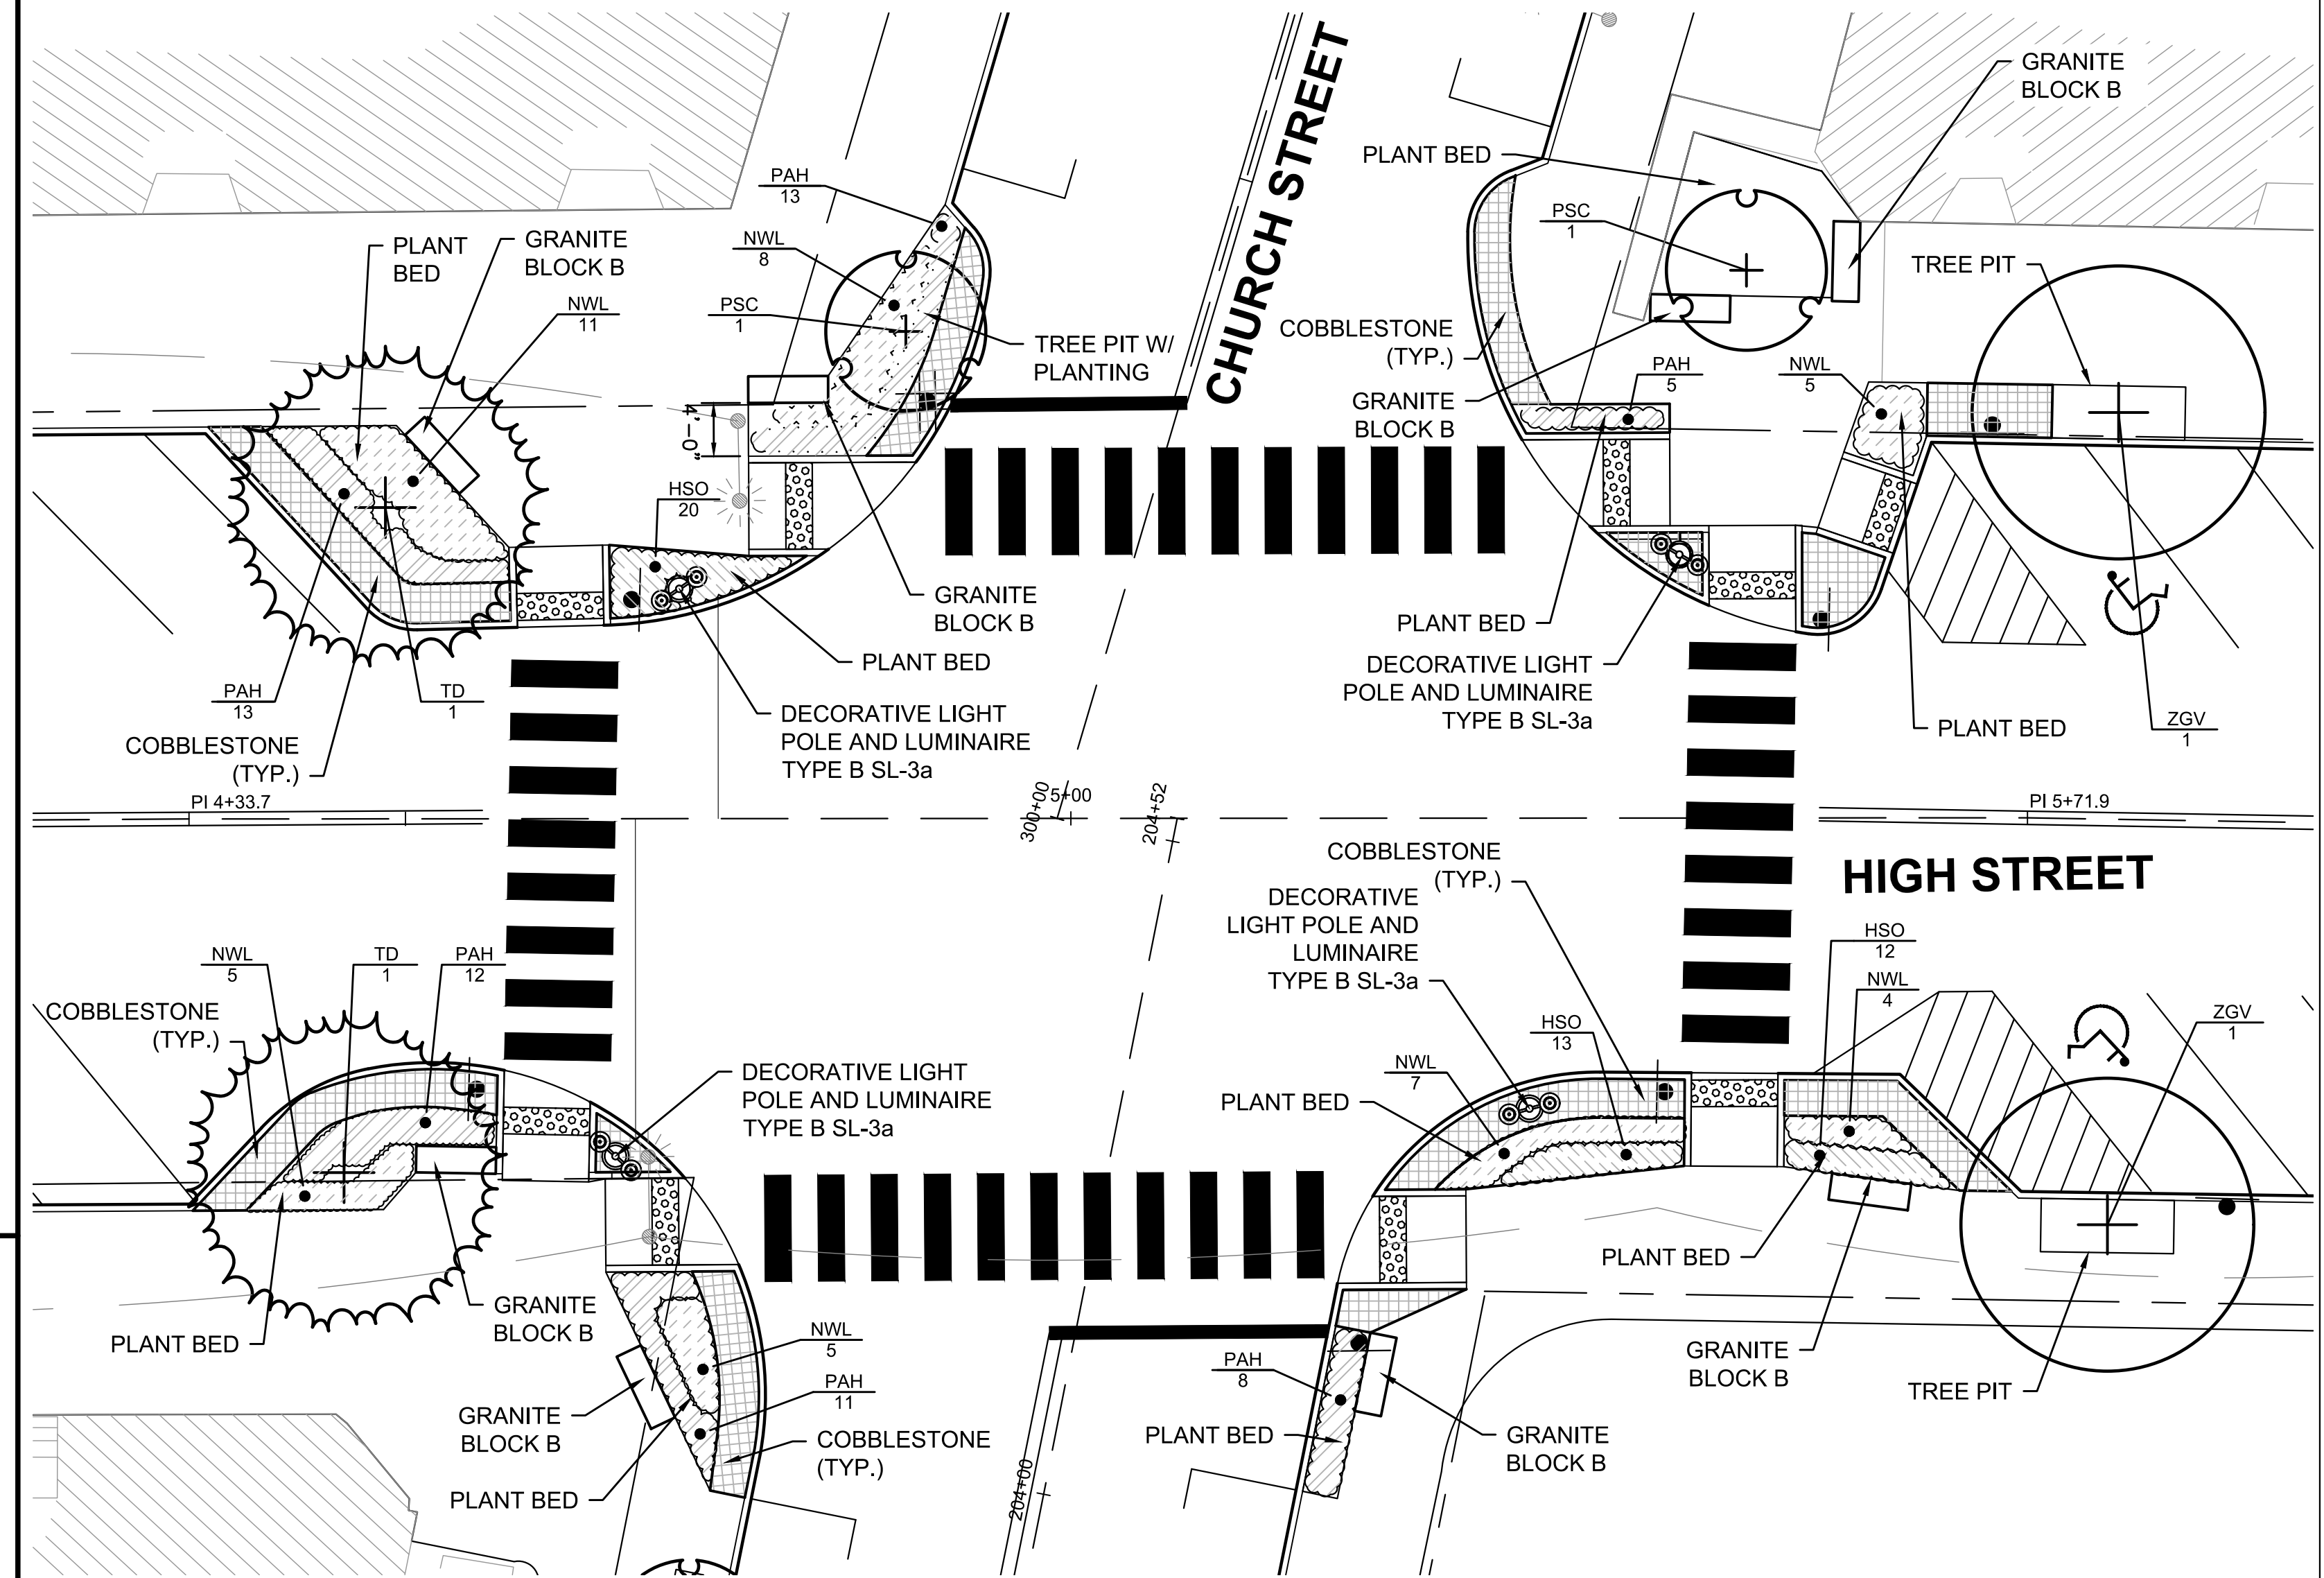 CHURCH STREET
GRANITE
BLOCK B
PLANT BED
PAH
13
PSC
1
NWL
8
PLANT
BED
GRANITE
BLOCK B
NWL
11
PSC
1
TREE PIT
TREE PIT W/
PLANTING
COBBLESTONE
(TYP.)
PAH
5
NWL
5
GRANITE
BLOCK B
4'-0"
HSO
20
GRANITE
BLOCK B
PLANT BED
PLANT BED
DECORATIVE LIGHT
POLE AND LUMINAIRE
TYPE B SL-3a
PAH
13
TD
1
DECORATIVE LIGHT
POLE AND LUMINAIRE
TYPE B SL-3a
PLANT BED
ZGV
1
COBBLESTONE
(TYP.)
PI 4+33.7
300+00
5+00
204+52
PI 5+71.9
HIGH STREET
COBBLESTONE
(TYP.)
DECORATIVE
LIGHT POLE AND
LUMINAIRE
TYPE B SL-3a
HSO
12
NWL
4
NWL
5
TD
1
PAH
12
COBBLESTONE
(TYP.)
HSO
13
ZGV
1
DECORATIVE LIGHT
POLE AND LUMINAIRE
TYPE B SL-3a
NWL
7
PLANT BED
PLANT BED
GRANITE
BLOCK B
PLANT BED
NWL
5
GRANITE
BLOCK B
PAH
8
PAH
11
TREE PIT
GRANITE
BLOCK B
COBBLESTONE
(TYP.)
PLANT BED
GRANITE
BLOCK B
PLANT BED
204+00